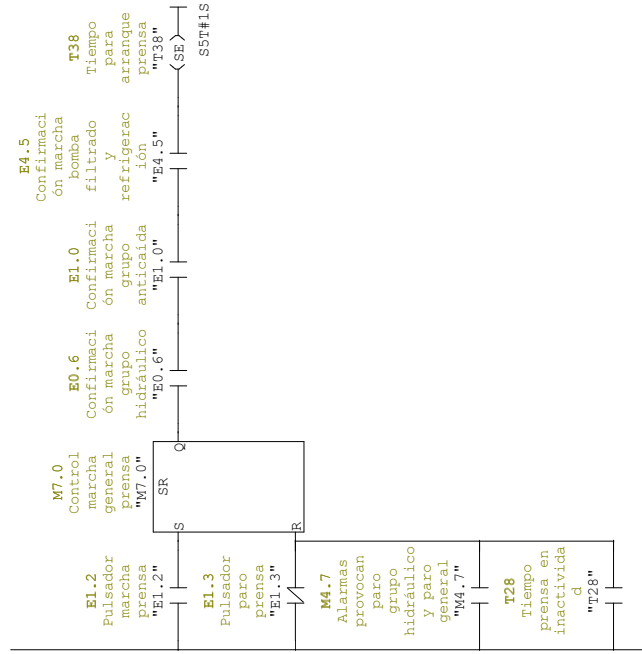 E1.2
Pulsador
marcha
prensa
"E1.2"
M7.0
Control
marcha
general
prensa
"M7.0"
SR
S
Q
R
E0.6
Confirmaci
ón marcha
grupo
hidráulico
"E0.6"
E1.0
Confirmaci
ón marcha
grupo
anticaída
"E1.0"
E4.5
Confirmaci
ón marcha
bomba
filtrado
y
refrigerac
ión
"E4.5"
T38
Tiempo
para
arranque
prensa
"T38"
SE
S5T#1S
E1.3
Pulsador
paro
prensa
"E1.3"
M4.7
Alarmas
provocan
paro
grupo
hidráulico
y paro
general
"M4.7"
T28
Tiempo
prensa en
inactivida
d
"T28"